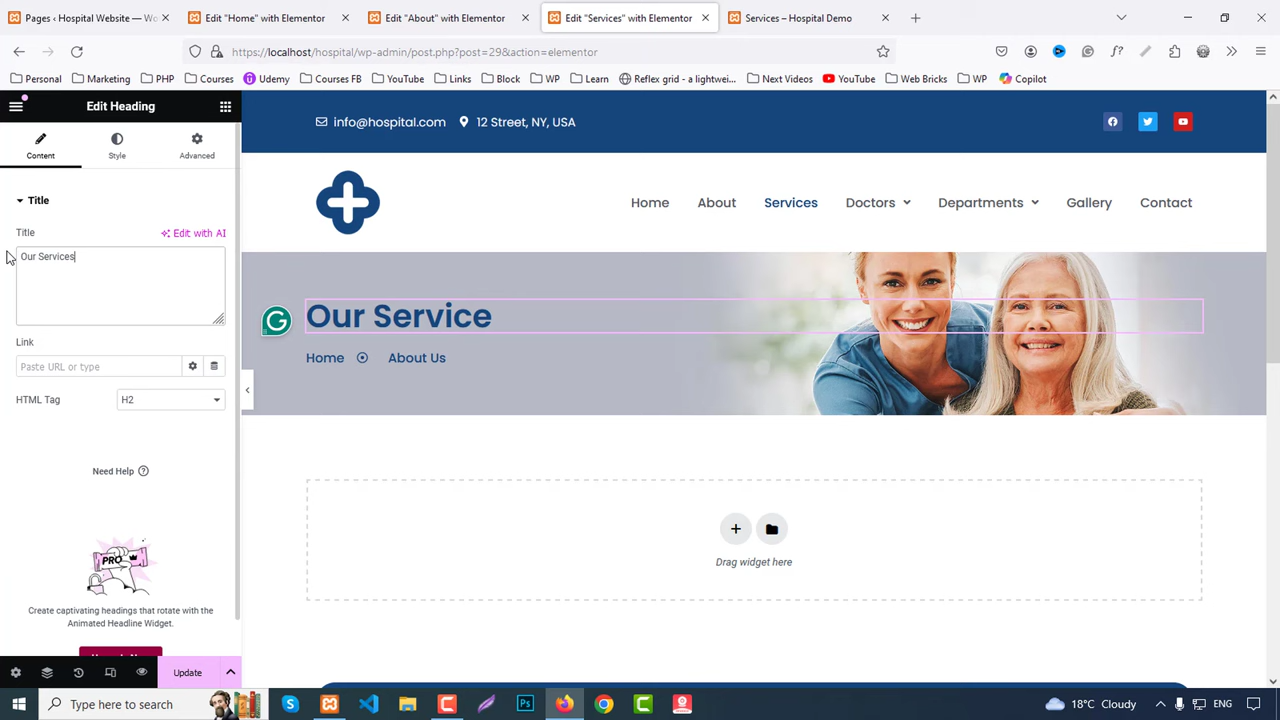 Pages ‹ Hospital Website — Wo
Edit "Home" with Elementor
Edit "About" with Elementor
Edit "Services" with Elementor
Services – Hospital Demo
https://localhost/hospital/wp-admin/post.php?post=29&action=elementor
Personal
Marketing
PHP
Courses
Udemy
Courses FB
YouTube
Links
Block
WP
Learn
Reflex grid - a lightwei...
Next Videos
YouTube
Web Bricks
WP
Copilot
Edit Heading
Content
Style
Advanced
Title
Title
Edit with AI
Our Services
Link
Paste URL or type
HTML Tag
H2
Need Help
PRO
Create captivating headings that rotate with the
Animated Headline Widget.
Update
info@hospital.com
12 Street, NY, USA
Home
About
Services
Doctors
Departments
Gallery
Contact
Our Service
Home
About Us
Drag widget here
Type here to search
18°C Cloudy
ENG